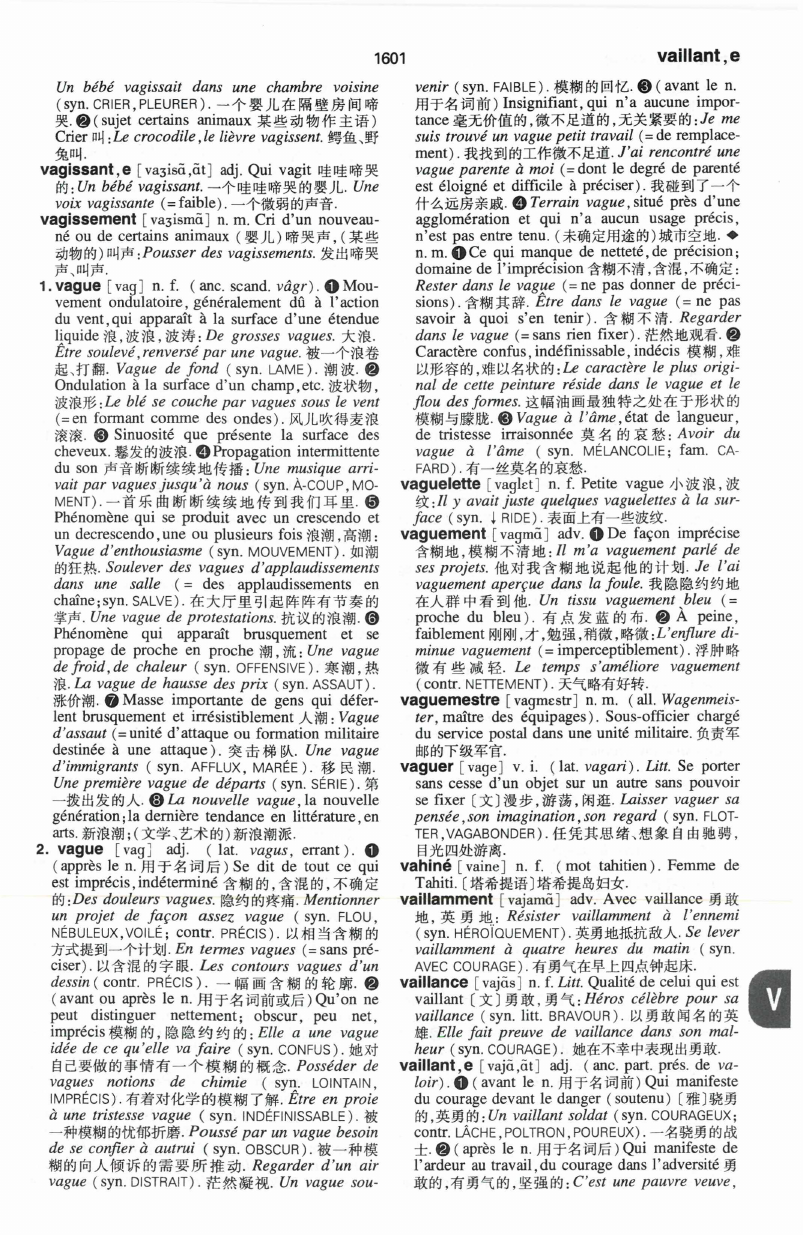 1601
vaillant,e
Un bébé vagissait dans une chambre voisine
(syn. CRIER,PLEURER). 一个婴儿在隔壁房间啼
哭.❷(sujet certains animaux 某些动物作主语)
Crier 叫:Le crocodile,le lièvre vagissent. 鳄鱼、野
兔叫.
vagissant,e [vaʒisɑ̃,ɑ̃t] adj. Qui vagit 哇哇啼哭
的:Un bébé vagissant. 一个哇哇啼哭的婴儿. Une
voix vagissante (=faible). 一个微弱的声音.
vagissement [vaʒismɑ̃] n. m. Cri d'un nouveau-
né ou de certains animaux (婴儿)啼哭声,(某些
动物的)叫声:Pousser des vagissements. 发出啼哭
声、叫声.
1. vague [vag] n. f. (anc. scand. vâgr). ❶Mou-
vement ondulatoire, généralement dû à l'action
du vent,qui apparaît à la surface d'une étendue
liquide 浪,波浪,波涛:De grosses vagues. 大浪.
Être soulevé,renversé par une vague. 被一个浪卷
起、打翻. Vague de fond (syn. LAME). 潮波. ❷
Ondulation à la surface d'un champ,etc. 波状物,
波浪形:Le blé se couche par vagues sous le vent
(=en formant comme des ondes). 风儿吹得麦浪
滚滚. ❸ Sinuosité que présente la surface des
cheveux. 鬈发的波浪. ❹Propagation intermittente
du son 声音断断续续地传播:Une musique arri-
vait par vagues jusqu'à nous (syn. À-COUP,MO-
MENT). 一首乐曲断断续续地传到我们耳里. ❺
Phénomène qui se produit avec un crescendo et
un decrescendo,une ou plusieurs fois 浪潮,高潮:
Vague d'enthousiasme (syn. MOUVEMENT). 如潮
的狂热. Soulever des vagues d'applaudissements
dans une salle (= des applaudissements en
chaîne;syn. SALVE). 在大厅里引起阵阵有节奏的
掌声. Une vague de protestations. 抗议的浪潮. ❻
Phénomène qui apparaît brusquement et se
propage de proche en proche 潮,流:Une vague
de froid,de chaleur (syn. OFFENSIVE). 寒潮,热
浪. La vague de hausse des prix (syn. ASSAUT).
涨价潮. ❼Masse importante de gens qui défer-
lent brusquement et irrésistiblement 人潮:Vague
d'assaut (=unité d'attaque ou formation militaire
destinée à une attaque). 突击梯队. Une vague
d'immigrants (syn. AFFLUX, MARÉE). 移民潮.
Une première vague de départs (syn. SÉRIE). 第
一拨出发的人. ❽La nouvelle vague,la nouvelle
génération;la dernière tendance en littérature,en
arts. 新浪潮;(文学、艺术的)新浪潮派.
2. vague [vag] adj. (lat. vagus, errant). ❶
(apprès le n. 用于名词后)Se dit de tout ce qui
est imprécis,indéterminé 含糊的,含混的,不确定
的:Des douleurs vagues. 隐约的疼痛. Mentionner
un projet de façon assez vague (syn. FLOU,
NÉBULEUX,VOILÉ; contr. PRÉCIS). 以相当含糊的
方式提到一个计划. En termes vagues (=sans pré-
ciser). 以含混的字眼. Les contours vagues d'un
dessin (contr. PRÉCIS). 一幅画含糊的轮廓. ❷
(avant ou après le n. 用于名词前或后)Qu'on ne
peut distinguer nettement; obscur, peu net,
imprécis 模糊的,隐隐约约的:Elle a une vague
idée de ce qu'elle va faire (syn. CONFUS). 她对
自己要做的事情有一个模糊的概念. Posséder de
vagues notions de chimie (syn. LOINTAIN,
IMPRÉCIS). 有着对化学的模糊了解. Être en proie
à une tristesse vague (syn. INDÉFINISSABLE). 被
一种模糊的忧郁折磨. Poussé par un vague besoin
de se confier à autrui (syn. OBSCUR). 被一种模
糊的向人倾诉的需要所推动. Regarder d'un air
vague (syn. DISTRAIT). 茫然凝视. Un vague sou-
venir (syn. FAIBLE). 模糊的回忆. ❸(avant le n.
用于名词前) Insignifiant,qui n'a aucune impor-
tance 毫无价值的,微不足道的,无关紧要的:Je me
suis trouvé un vague petit travail (=de remplace-
ment). 我找到的工作微不足道. J'ai rencontré une
vague parente à moi (=dont le degré de parenté
est éloigné et difficile à préciser). 我碰到了一个
什么远房亲戚. ❹Terrain vague,situé près d'une
agglomération et qui n'a aucun usage précis,
n'est pas entre tenu. (未确定用途的)城市空地. ◆
n. m. ❶Ce qui manque de netteté,de précision;
domaine de l'imprécision 含糊不清,含混,不确定:
Rester dans le vague (=ne pas donner de préci-
sions). 含糊其辞. Être dans le vague (=ne pas
savoir à quoi s'en tenir). 含糊不清. Regarder
dans le vague (=sans rien fixer). 茫然地观看. ❷
Caractère confus,indéfinissable,indécis 模糊,难
以形容的,难以名状的:Le caractère le plus origi-
nal de cette peinture réside dans le vague et le
flou des formes. 这幅油画最独特之处在于形状的
模糊与朦胧. ❸Vague à l'âme,état de langueur,
de tristesse irraisonnée 莫名的哀愁: Avoir du
vague à l'âme (syn. MÉLANCOLIE; fam. CA-
FARD). 有一丝莫名的哀愁.
vaguelette [vaglɛt] n. f. Petite vague 小波浪,波
纹:Il y avait juste quelques vaguelettes à la sur-
face (syn. ↓RIDE). 表面上有一些波纹.
vaguement [vagmɑ̃] adv. ❶De façon imprécise
含糊地,模糊不清地:Il m'a vaguement parlé de
ses projets. 他对我含糊地说起他的计划. Je l'ai
vaguement aperçue dans la foule. 我隐隐约约地
在人群中看到他. Un tissu vaguement bleu (=
proche du bleu). 有点发蓝的布. ❷ À peine,
faiblement 刚刚,才,勉强,稍微,略微:L'enflure di-
minue vaguement (=imperceptiblement). 浮肿略
微有些减轻. Le temps s'améliore vaguement
(contr. NETTEMENT). 天气略有好转.
vaguemestre [vagmɛstr] n. m. (all. Wagenmeis-
ter, maître des équipages). Sous-officier chargé
du service postal dans une unité militaire. 负责军
邮的下级军官.
vaguer [vage] v. i. (lat. vagari). Litt. Se porter
sans cesse d'un objet sur un autre sans pouvoir
se fixer [文]漫步,游荡,闲逛. Laisser vaguer sa
pensée,son imagination,son regard (syn. FLOT-
TER,VAGABONDER). 任凭其思绪、想象自由驰骋,
目光四处游离.
vahiné [vaine] n. f. (mot tahitien). Femme de
Tahiti. [塔希提语]塔希提岛妇女.
vaillamment [vajamɑ̃] adv. Avec vaillance 勇敢
地, 英勇地: Résister vaillamment à l'ennemi
(syn. HÉROÏQUEMENT). 英勇地抵抗敌人. Se lever
vaillamment à quatre heures du matin (syn.
AVEC COURAGE). 有勇气在早上四点钟起床.
vaillance [vajɑ̃s] n. f. Litt. Qualité de celui qui est
vaillant [文]勇敢,勇气:Héros célèbre pour sa
vaillance (syn. litt. BRAVOUR). 以勇敢闻名的英
雄. Elle fait preuve de vaillance dans son mal-
heur (syn. COURAGE). 她在不幸中表现出勇敢.
vaillant,e [vajɑ̃,ɑ̃t] adj. (anc. part. prés. de va-
loir). ❶(avant le n. 用于名词前) Qui manifeste
du courage devant le danger (soutenu) [雅]骁勇
的,英勇的:Un vaillant soldat (syn. COURAGEUX;
contr. LÂCHE,POLTRON,POUREUX). 一名骁勇的战
士. ❷(après le n. 用于名词后)Qui manifeste de
l'ardeur au travail,du courage dans l'adversité 勇
敢的,有勇气的,坚强的:C'est une pauvre veuve,
V